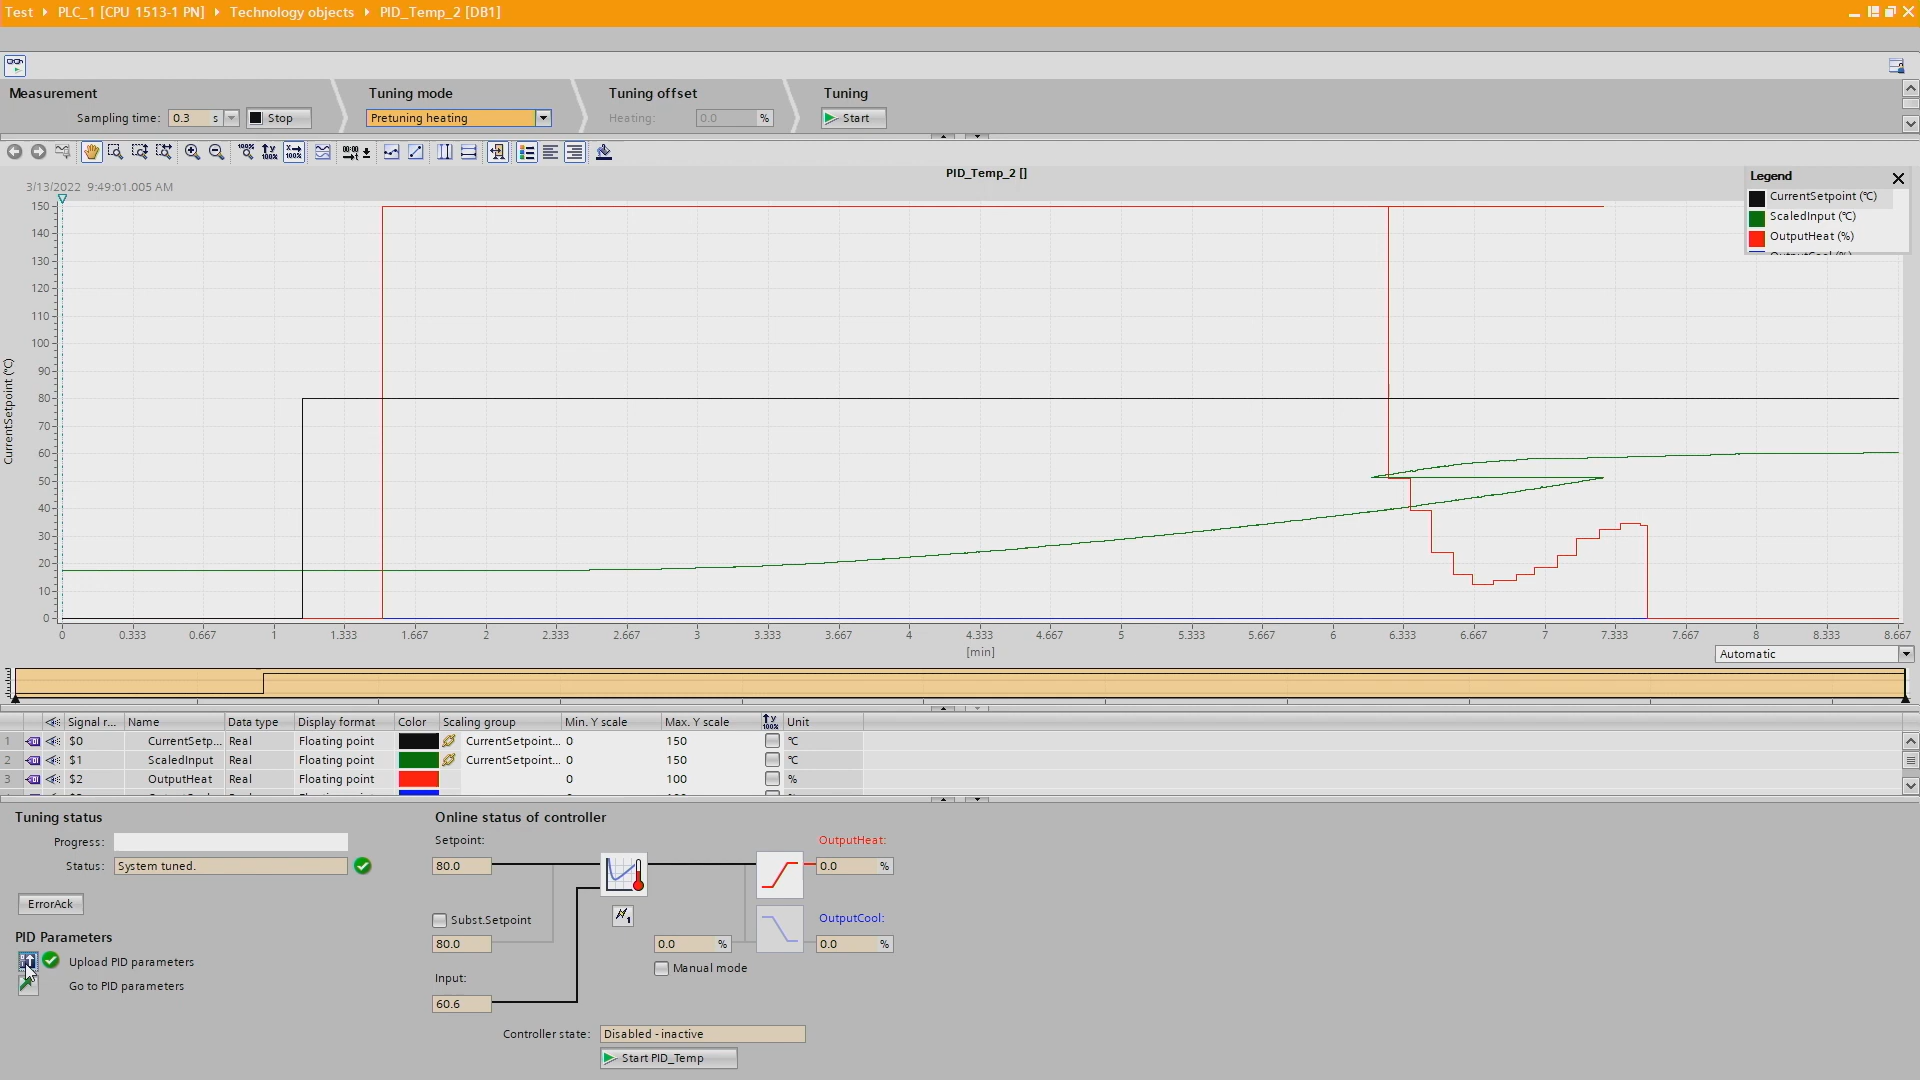 Test ▸ PLC_1 [CPU 1513-1 PN] ▸ Technology objects ▸ PID_Temp_2 [DB1]
Measurement
Tuning mode
Tuning offset
Tuning
Sampling time: 0.3 s Stop
Pretuning heating
Heating: 0.0 %
Start
PID_Temp_2 []
3/13/2022 9:49:01.005 AM
Legend
CurrentSetpoint (℃)
ScaledInput (℃)
OutputHeat (%)
OutputCool (%)
CurrentSetpoint (℃)
150
140
130
120
110
100
90
80
70
60
50
40
30
20
10
0
0 0.333 0.667 1 1.333 1.667 2 2.333 2.667 3 3.333 3.667 4 4.333 4.667 5 5.333 5.667 6 6.333 6.667 7 7.333 7.667 8 8.333 8.667
[min]
Automatic
Signal r... Name Data type Display format Color Scaling group Min. Y scale Max. Y scale Unit
1 $0 CurrentSetp... Real Floating point CurrentSetpoint... 0 150 ℃
2 $1 ScaledInput Real Floating point CurrentSetpoint... 0 150 ℃
3 $2 OutputHeat Real Floating point 0 100 %
Tuning status
Progress:
Status: System tuned.
ErrorAck
PID Parameters
Upload PID parameters
Go to PID parameters
Online status of controller
Setpoint:
80.0
Subst.Setpoint
80.0
Input:
60.6
OutputHeat:
0.0 %
OutputCool:
0.0 %
0.0 %
Manual mode
Controller state: Disabled - inactive
Start PID_Temp